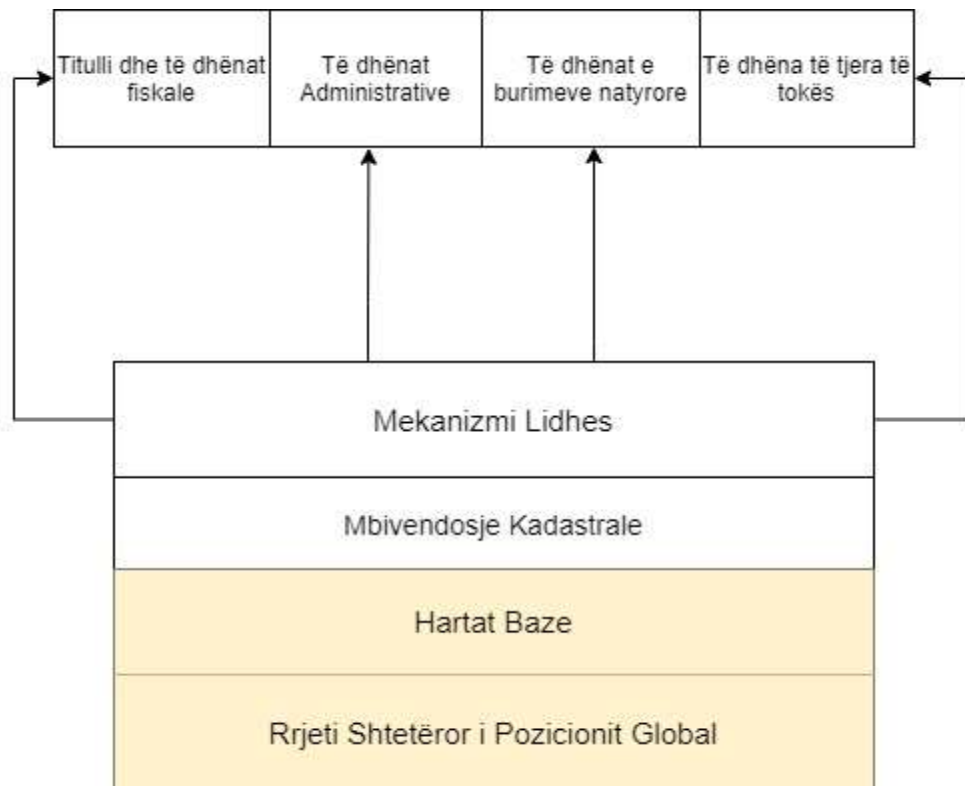 Titulli dhe të dhënat
fiskale
Të dhënat
Administrative
Të dhënat e
burimeve natyrore
Të dhëna të tjera të
tokës
Mekanizmi Lidhes
Mbivendosje Kadastrale
Hartat Baze
Rrjeti Shtetëror i Pozicionit Global